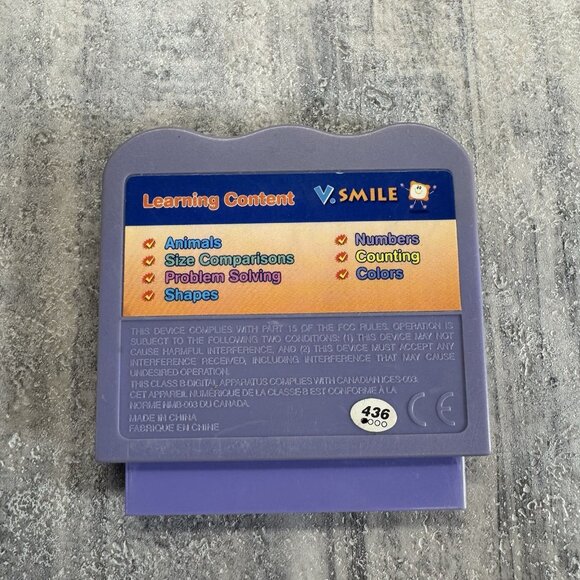 Learning Content V.SMILE
Animals
Size Comparisons
Problem Solving
Shapes
Numbers
Counting
Colors
THIS DEVICE COMPLIES WITH PART 15 OF THE FCC RULES. OPERATION IS
SUBJECT TO THE FOLLOWING TWO CONDITIONS: (1) THIS DEVICE MAY NOT
CAUSE HARMFUL INTERFERENCE, AND (2) THIS DEVICE MUST ACCEPT ANY
INTERFERENCE RECEIVED, INCLUDING INTERFERENCE THAT MAY CAUSE
UNDESIRED OPERATION.
THIS CLASS B DIGITAL APPARATUS COMPLIES WITH CANADIAN ICES-003.
CET APPAREIL NUMÉRIQUE DE LA CLASSE B EST CONFORME À LA
NORME NMB-003 DU CANADA.
MADE IN CHINA
FABRIQUÉ EN CHINE
436
CE